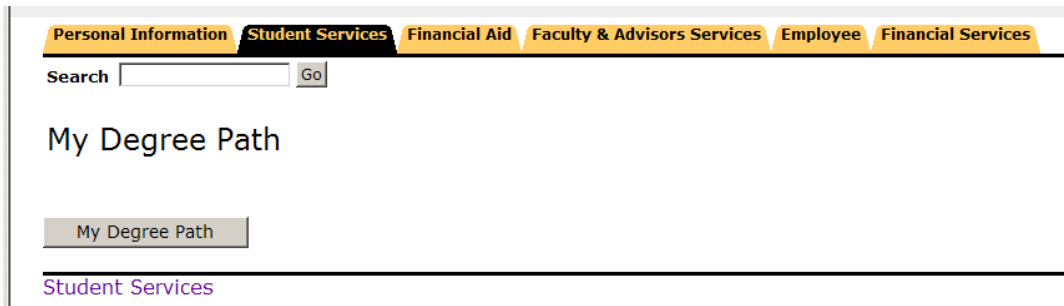 Personal Information Student Services Financial Aid Faculty & Advisors Services Employee Financial Services
Search Go
My Degree Path
My Degree Path
Student Services